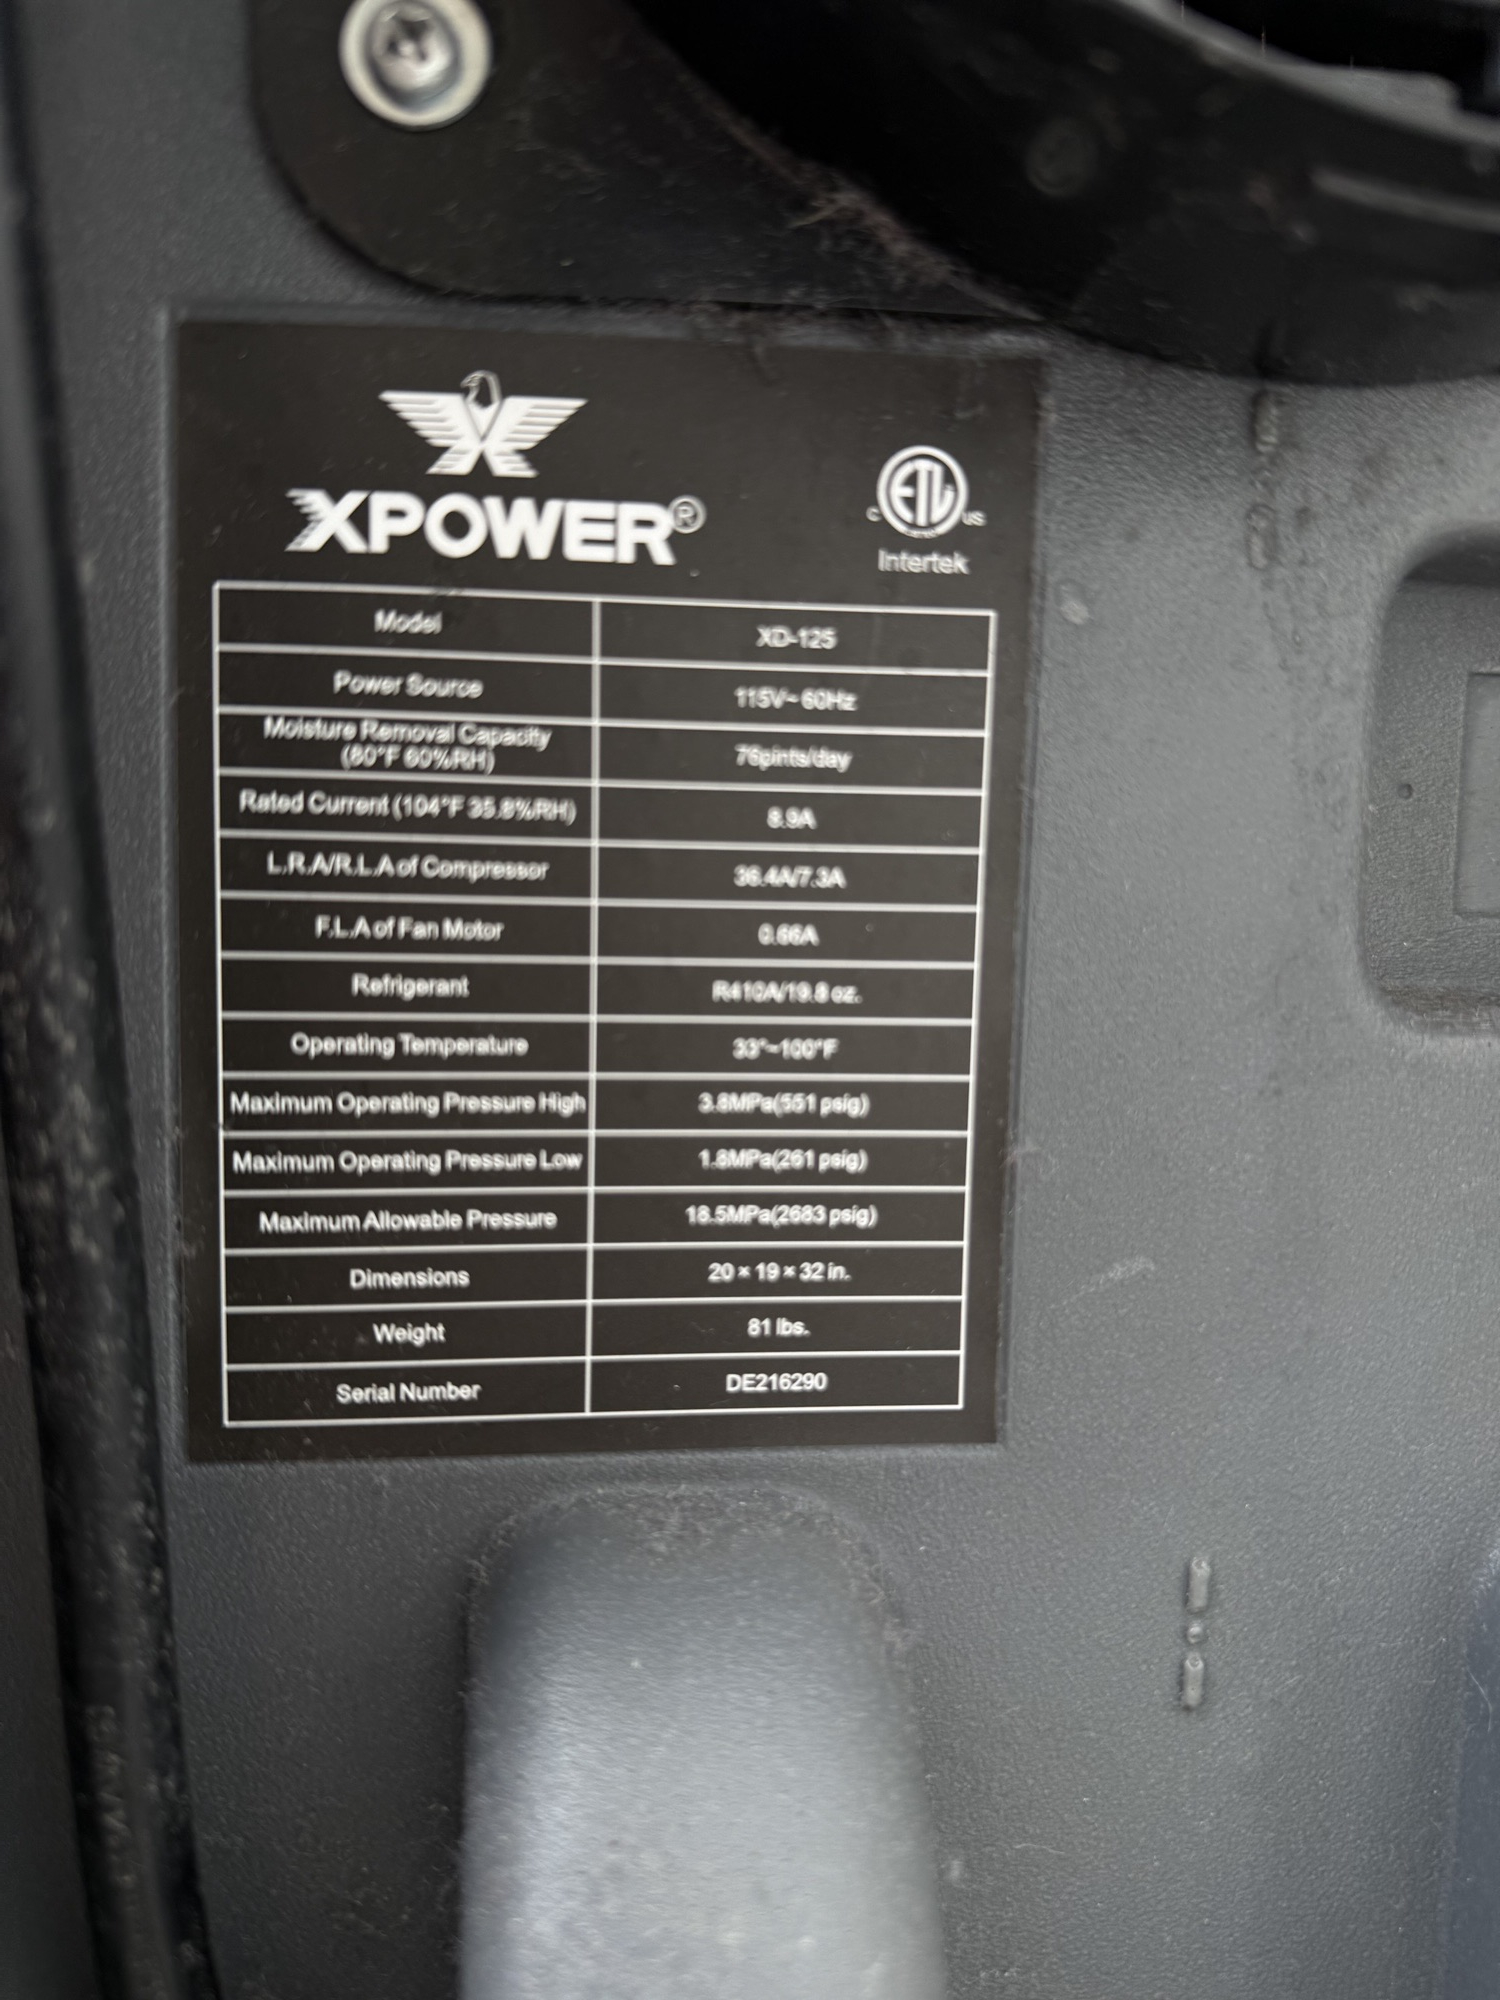 XPOWER®
ETL
C US
Intertek
Model XD-125
Power Source 115V~60Hz
Moisture Removal Capacity
(80°F 60%RH) 76pints/day
Rated Current (104°F 35.8%RH) 8.9A
L.R.A/R.L.A of Compressor 36.4A/7.3A
F.L.A of Fan Motor 0.66A
Refrigerant R410A/19.8 oz.
Operating Temperature 33°~100°F
Maximum Operating Pressure High 3.8MPa(551 psig)
Maximum Operating Pressure Low 1.8MPa(261 psig)
Maximum Allowable Pressure 18.5MPa(2683 psig)
Dimensions 20 × 19 × 32 in.
Weight 81 lbs.
Serial Number DE216290